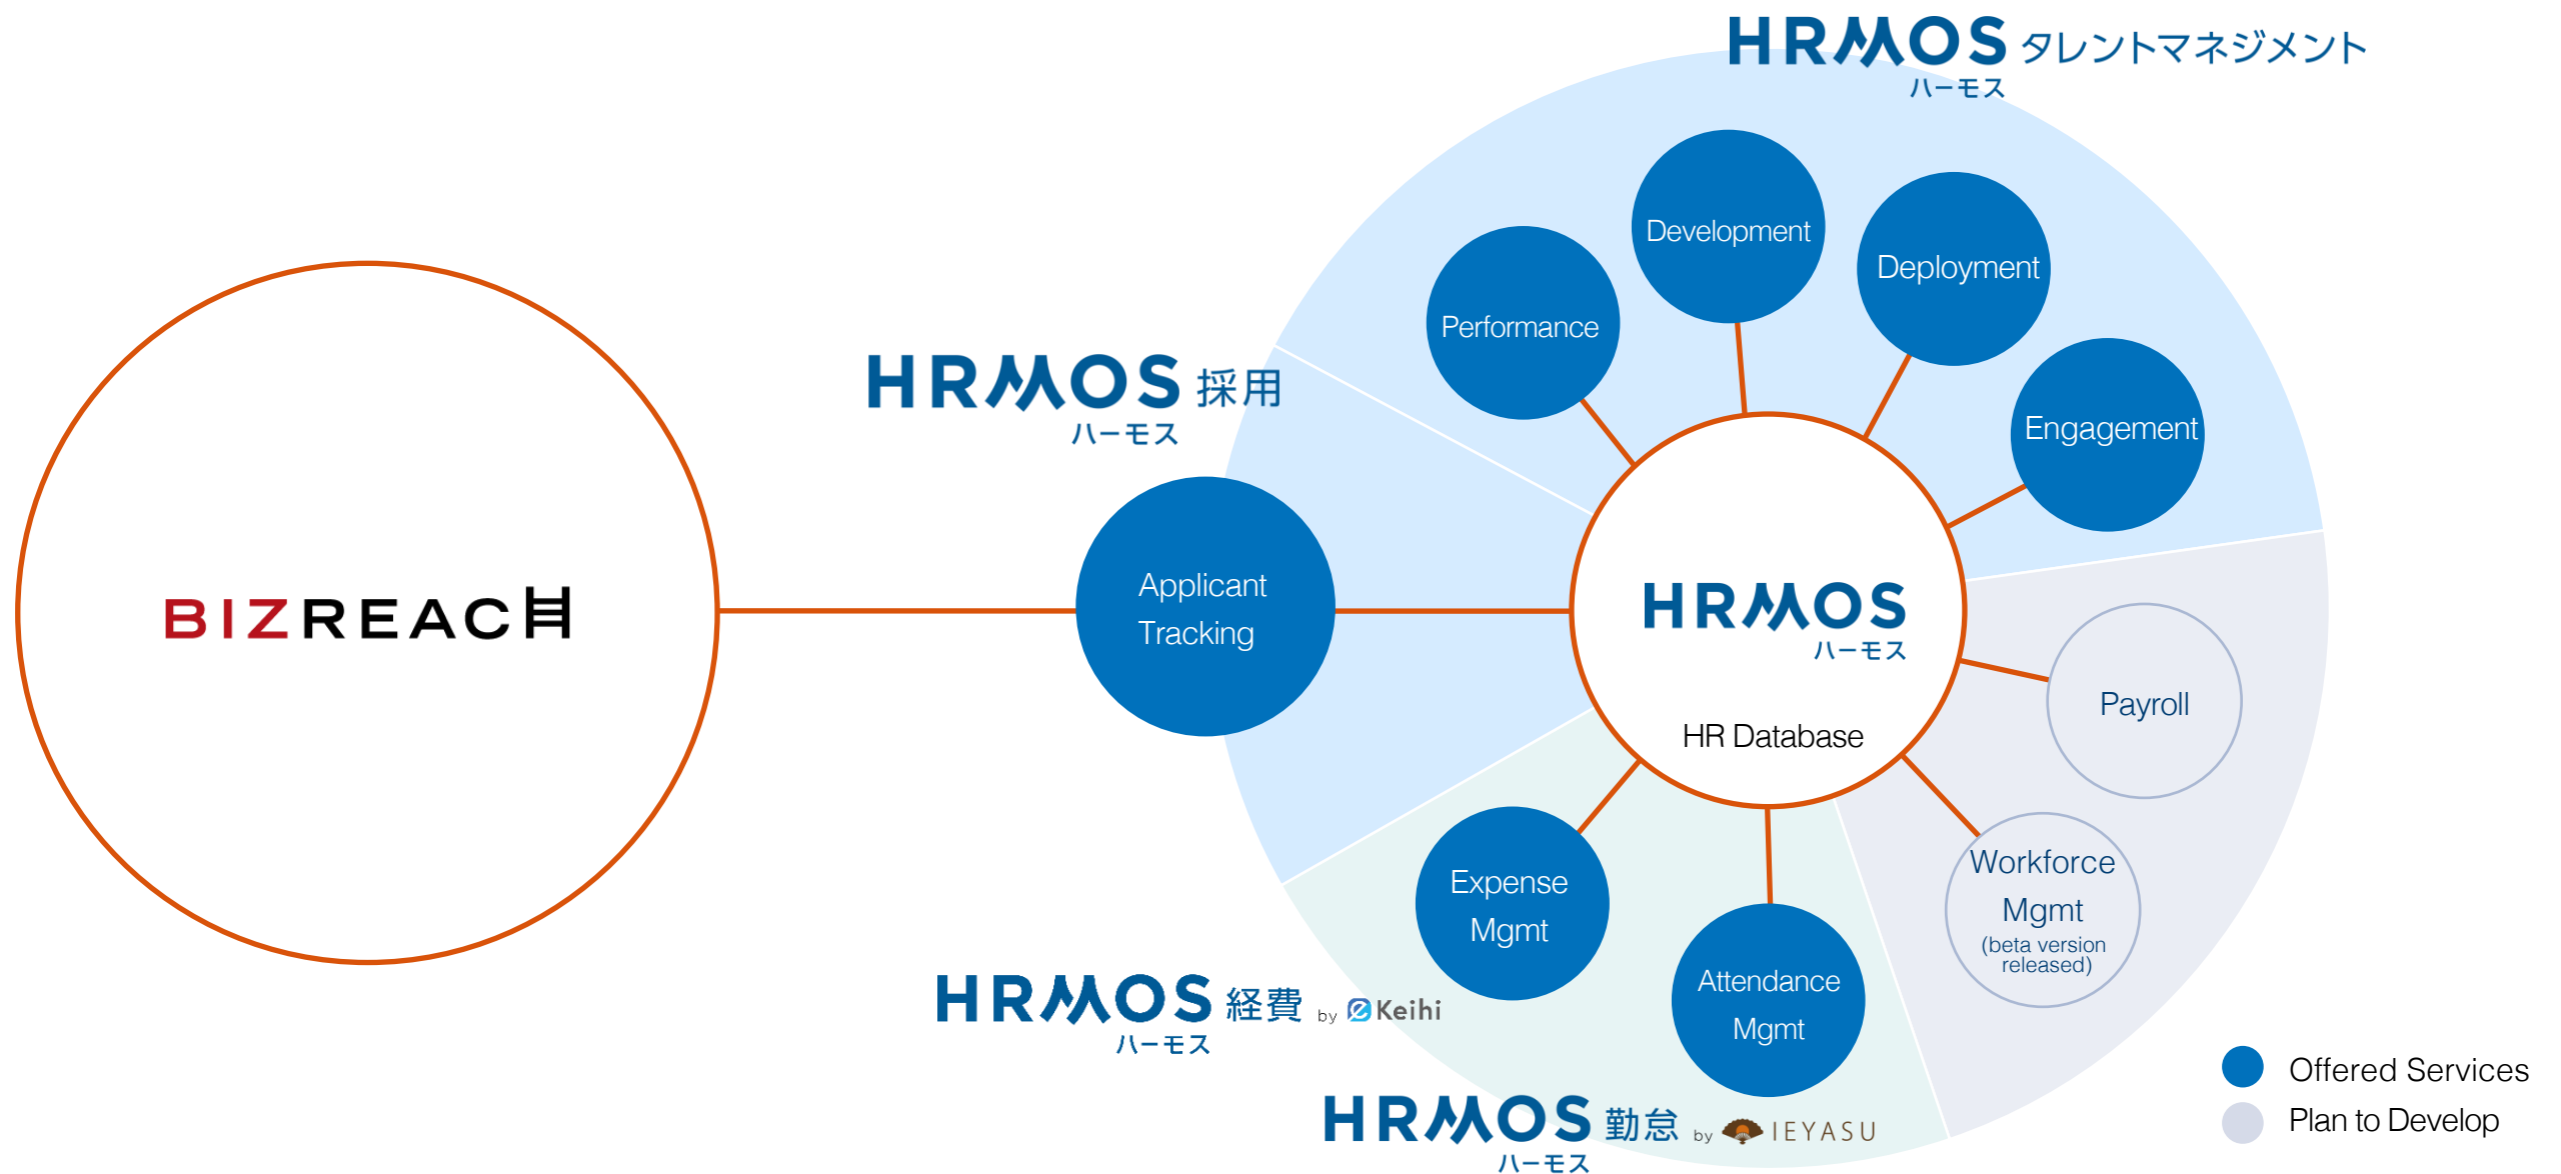 HRMOS タレントマネジメント
ハーモス
Development
Deployment
Performance
Engagement
HRMOS 採用
ハーモス
Applicant
Tracking
BIZREACH
HRMOS
ハーモス
HR Database
Payroll
Workforce
Mgmt
(beta version
released)
Expense
Mgmt
Attendance
Mgmt
HRMOS 経費 by eKeihi
ハーモス
HRMOS 勤怠 by IEYASU
ハーモス
Offered Services
Plan to Develop